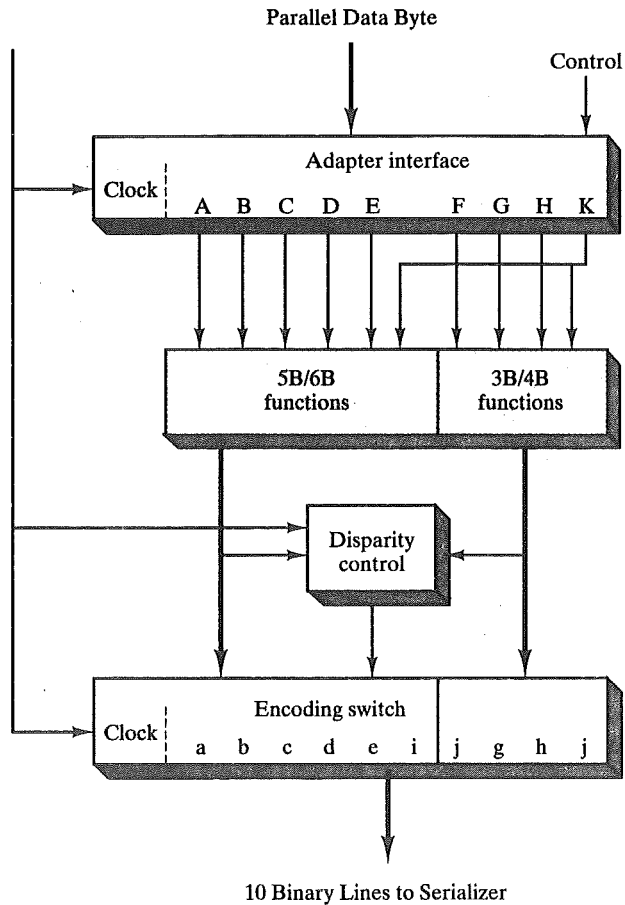 Parallel Data Byte
Control
Adapter interface
Clock
A B C D E F G H K
5B/6B
functions
3B/4B
functions
Disparity
control
Encoding switch
Clock
a b c d e i j g h j
10 Binary Lines to Serializer